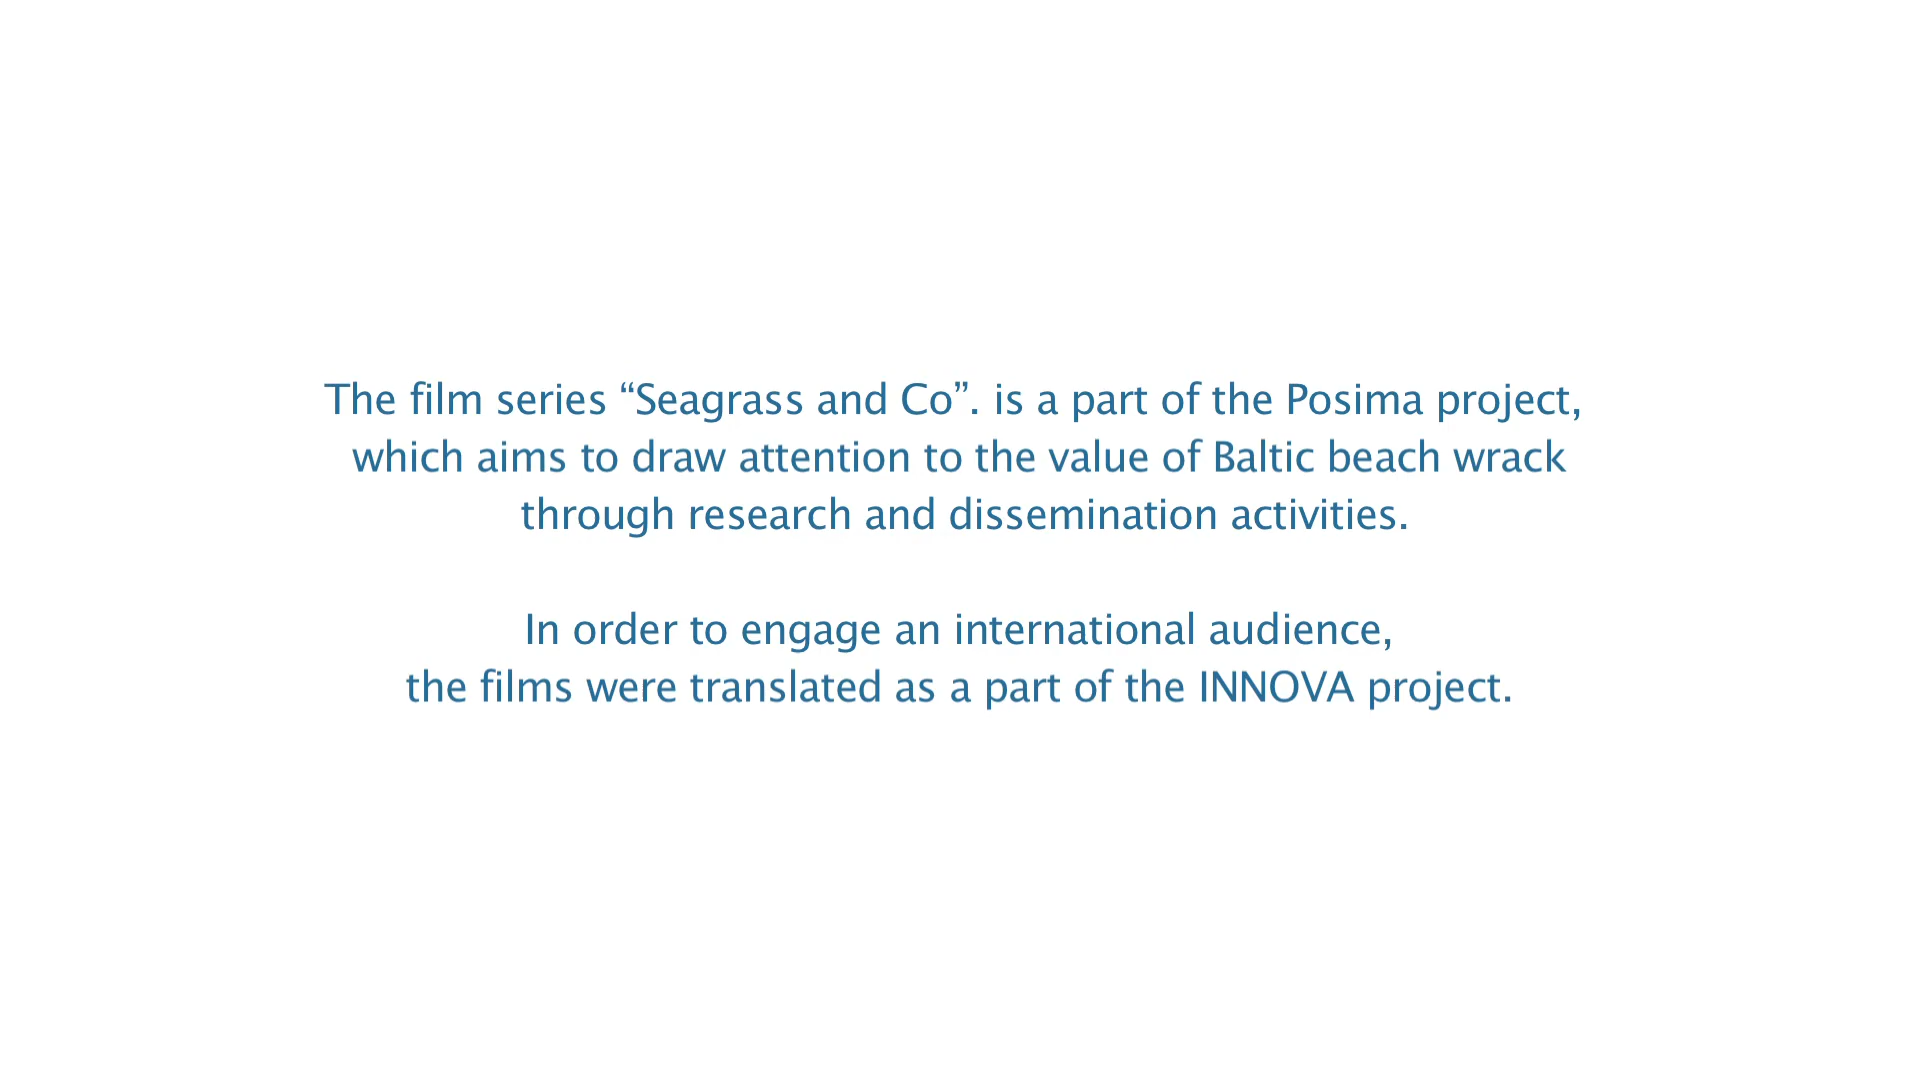 The film series “Seagrass and Co”. is a part of the Posima project,
which aims to draw attention to the value of Baltic beach wrack
through research and dissemination activities.
In order to engage an international audience,
the films were translated as a part of the INNOVA project.